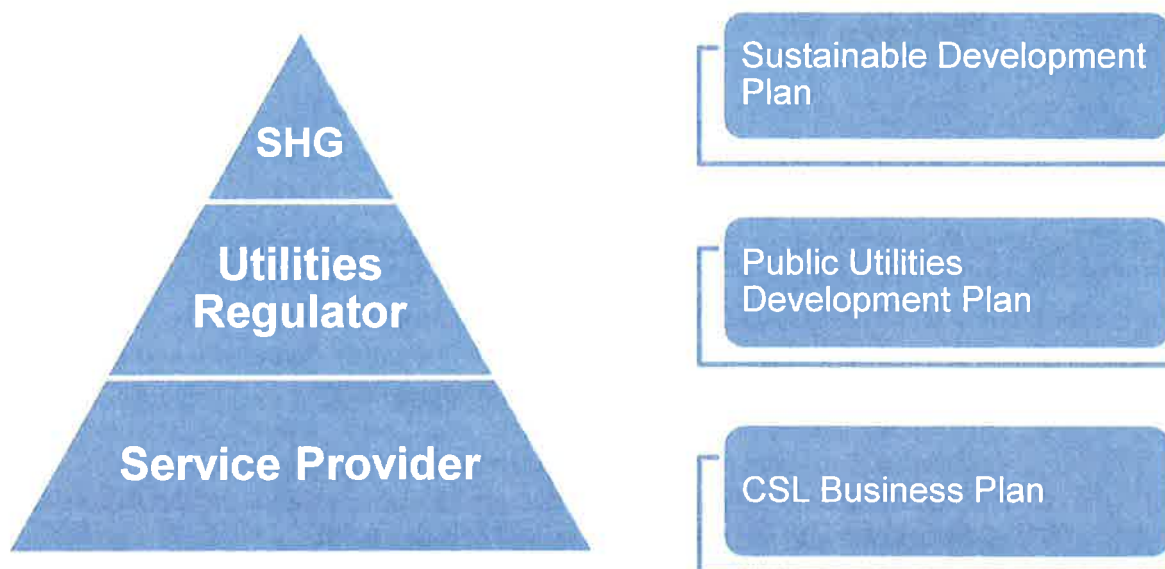 SHG
Utilities
Regulator
Service Provider
Sustainable Development
Plan
Public Utilities
Development Plan
CSL Business Plan